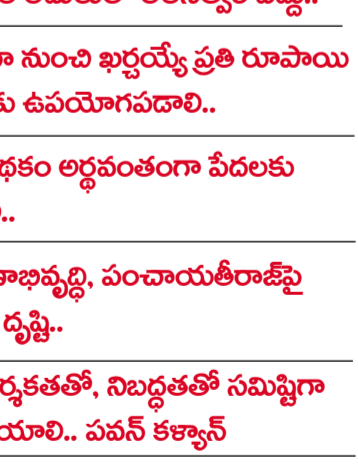 నుంచి ఖర్చయ్యే ప్రతి రూపాయి
కు ఉపయోగపడాలి..
థకం అర్థవంతంగా పేదలకు
..
ాభివృద్ధి, పంచాయతీరాజ్‌పై
దృష్టి..
ర్శకతతో, నిబద్ధతతో సమిష్టిగా
యాలి.. పవన్ కళ్యాన్